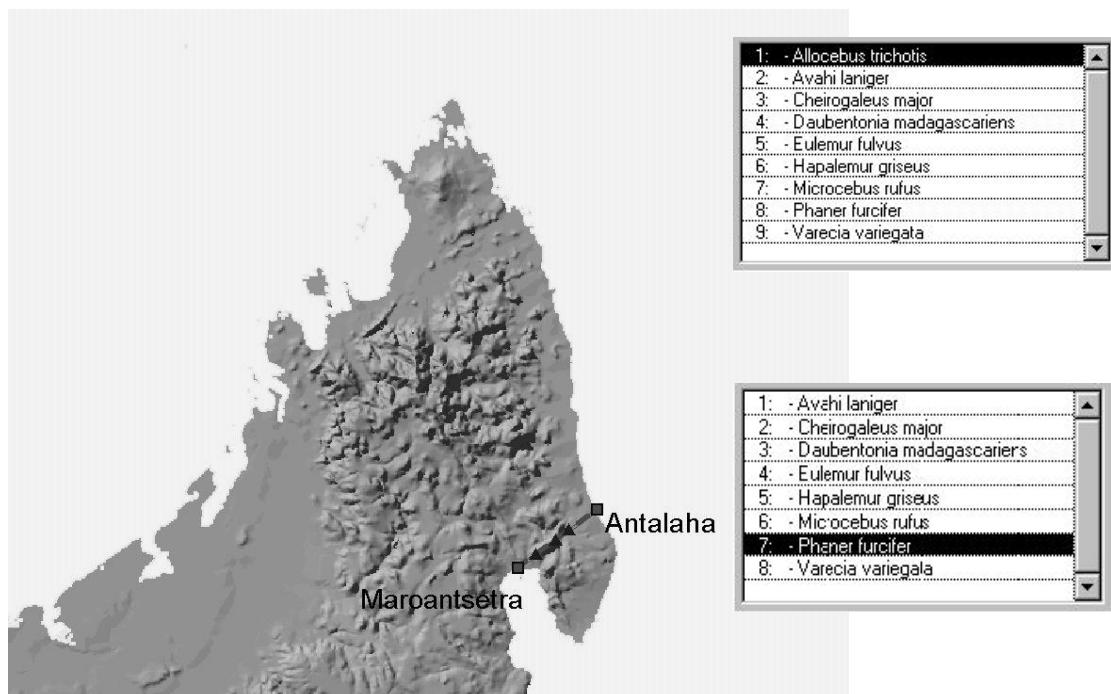 1: - Allocebus trichotis
2: - Avahi laniger
3: - Cheirogaleus major
4: - Daubentonia madagascariens
5: - Eulemur fulvus
6: - Hapalemur griseus
7: - Microcebus rufus
8: - Phaner furcifer
9: - Varecia variegata
1: - Avahi laniger
2: - Cheirogaleus major
3: - Daubentonia madagascariens
4: - Eulemur fulvus
5: - Hapalemur griseus
6: - Microcebus rufus
7: - Phaner furcifer
8: - Varecia variegala
Antalaha
Maroantsetra